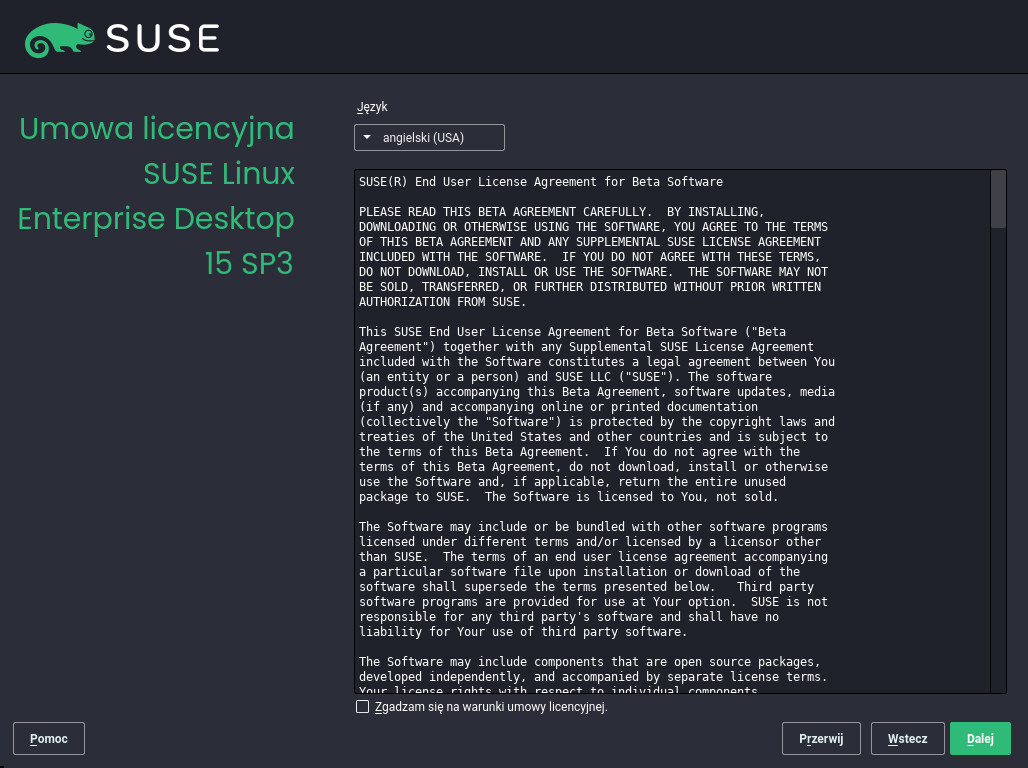 SUSE
Umowa licencyjna
SUSE Linux
Enterprise Desktop
15 SP3
Język
angielski (USA)
SUSE(R) End User License Agreement for Beta Software
PLEASE READ THIS BETA AGREEMENT CAREFULLY.  BY INSTALLING,
DOWNLOADING OR OTHERWISE USING THE SOFTWARE, YOU AGREE TO THE TERMS
OF THIS BETA AGREEMENT AND ANY SUPPLEMENTAL SUSE LICENSE AGREEMENT
INCLUDED WITH THE SOFTWARE.  IF YOU DO NOT AGREE WITH THESE TERMS,
DO NOT DOWNLOAD, INSTALL OR USE THE SOFTWARE.  THE SOFTWARE MAY NOT
BE SOLD, TRANSFERRED, OR FURTHER DISTRIBUTED WITHOUT PRIOR WRITTEN
AUTHORIZATION FROM SUSE.
This SUSE End User License Agreement for Beta Software ("Beta
Agreement") together with any Supplemental SUSE License Agreement
included with the Software constitutes a legal agreement between You
(an entity or a person) and SUSE LLC ("SUSE"). The software
product(s) accompanying this Beta Agreement, software updates, media
(if any) and accompanying online or printed documentation
(collectively the "Software") is protected by the copyright laws and
treaties of the United States and other countries and is subject to
the terms of this Beta Agreement.  If You do not agree with the
terms of this Beta Agreement, do not download, install or otherwise
use the Software and, if applicable, return the entire unused
package to SUSE.  The Software is licensed to You, not sold.
The Software may include or be bundled with other software programs
licensed under different terms and/or licensed by a licensor other
than SUSE.  The terms of an end user license agreement accompanying
a particular software file upon installation or download of the
software shall supersede the terms presented below.   Third party
software programs are provided for use at Your option.  SUSE is not
responsible for any third party's software and shall have no
liability for Your use of third party software.
The Software may include components that are open source packages,
developed independently, and accompanied by separate license terms.
Your license rights with respect to individual components
Zgadzam się na warunki umowy licencyjnej.
Pomoc
Przerwij
Wstecz
Dalej